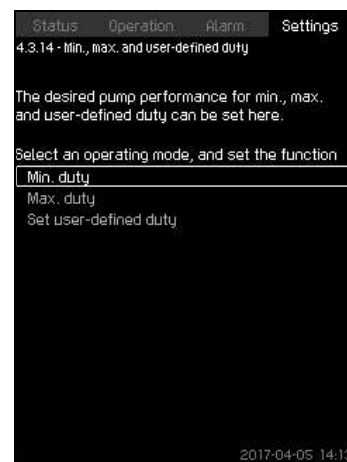 Status Operation Alarm Settings
4.3.14 - Min., max. and user-defined duty
The desired pump performance for min., max.
and user-defined duty can be set here.
Select an operating mode, and set the function
Min. duty
Max. duty
Set user-defined duty
2017-04-05 14:13